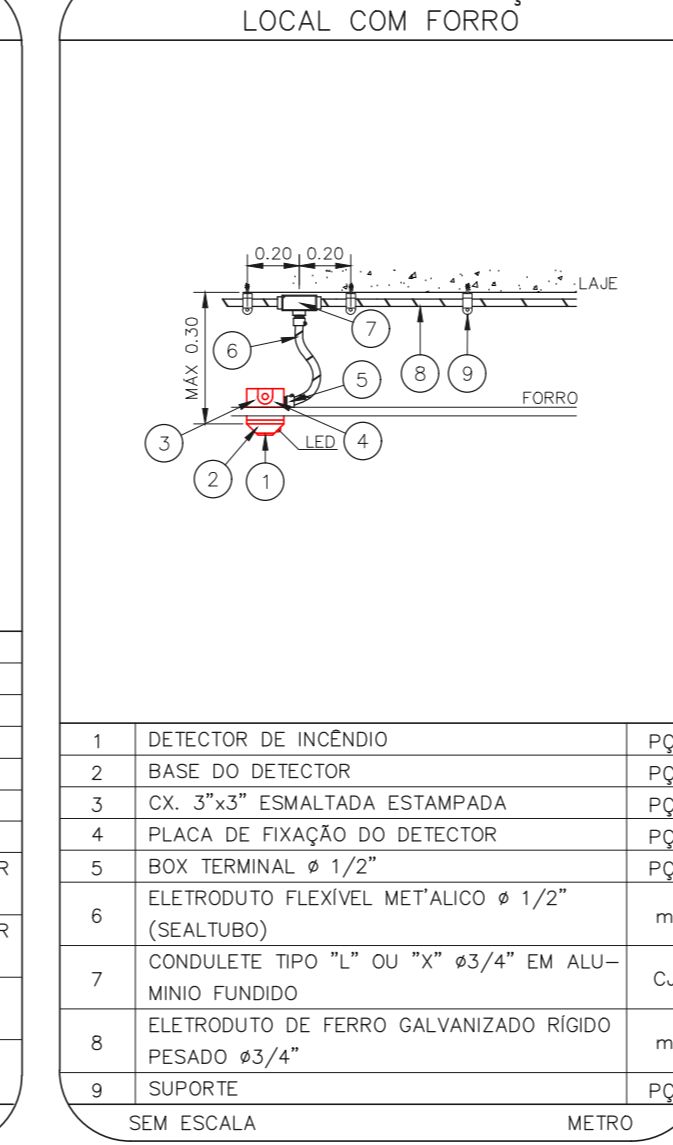 LOCAL COM FORRO
0.20 0.20
LAJE
MÁX 0.30
6
7
5
8
9
FORRO
3
LED
4
2
1
1 DETECTOR DE INCÊNDIO PÇ
2 BASE DO DETECTOR PÇ
3 CX. 3"x3" ESMALTADA ESTAMPADA PÇ
4 PLACA DE FIXAÇÃO DO DETECTOR PÇ
5 BOX TERMINAL ø 1/2" PÇ
6 ELETRODUTO FLEXÍVEL MET'ALICO ø 1/2" m
(SEALTUBO)
7 CONDULETE TIPO "L" OU "X" ø3/4" EM ALU-
MINIO FUNDIDO
8 ELETRODUTO DE FERRO GALVANIZADO RÍGIDO m
PESADO ø3/4"
9 SUPORTE PÇ
SEM ESCALA METRO
R
R